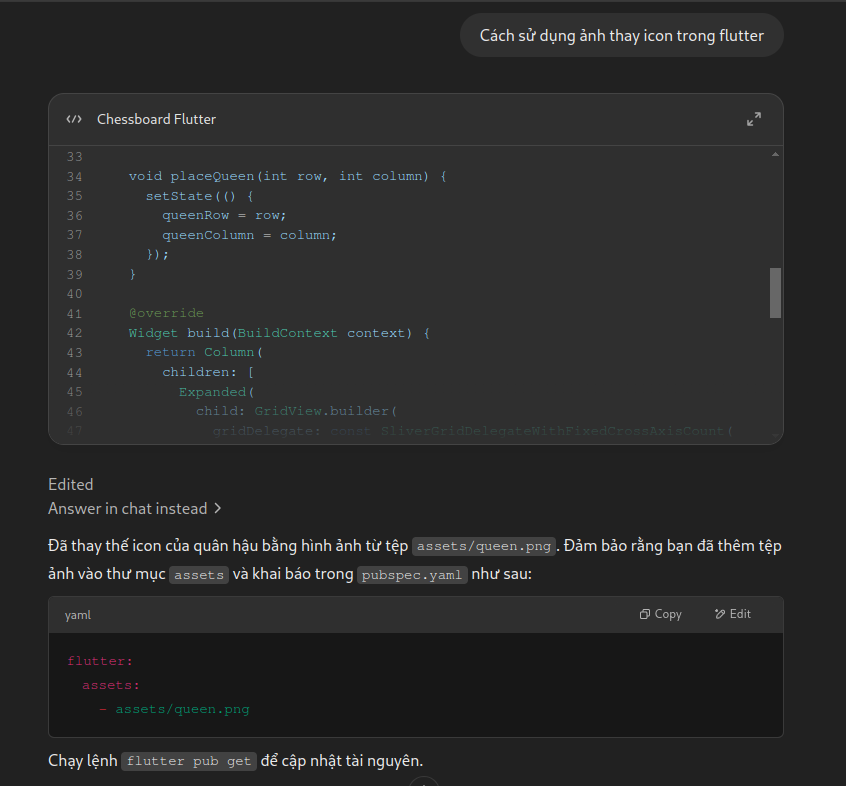 Cách sử dụng ảnh thay icon trong flutter
Chessboard Flutter
33
34 void placeQueen(int row, int column) {
35 setState(() {
36 queenRow = row;
37 queenColumn = column;
38 });
39 }
40
41 @override
42 Widget build(BuildContext context) {
43 return Column(
44 children: [
45 Expanded(
46 child: GridView.builder(
47 gridDelegate: const SliverGridDelegateWithFixedCrossAxisCount(
Edited
Answer in chat instead >
Đã thay thế icon của quân hậu bằng hình ảnh từ tệp assets/queen.png. Đảm bảo rằng bạn đã thêm tệp
ảnh vào thư mục assets và khai báo trong pubspec.yaml như sau:
yaml Copy Edit
flutter:
assets:
- assets/queen.png
Chạy lệnh flutter pub get để cập nhật tài nguyên.